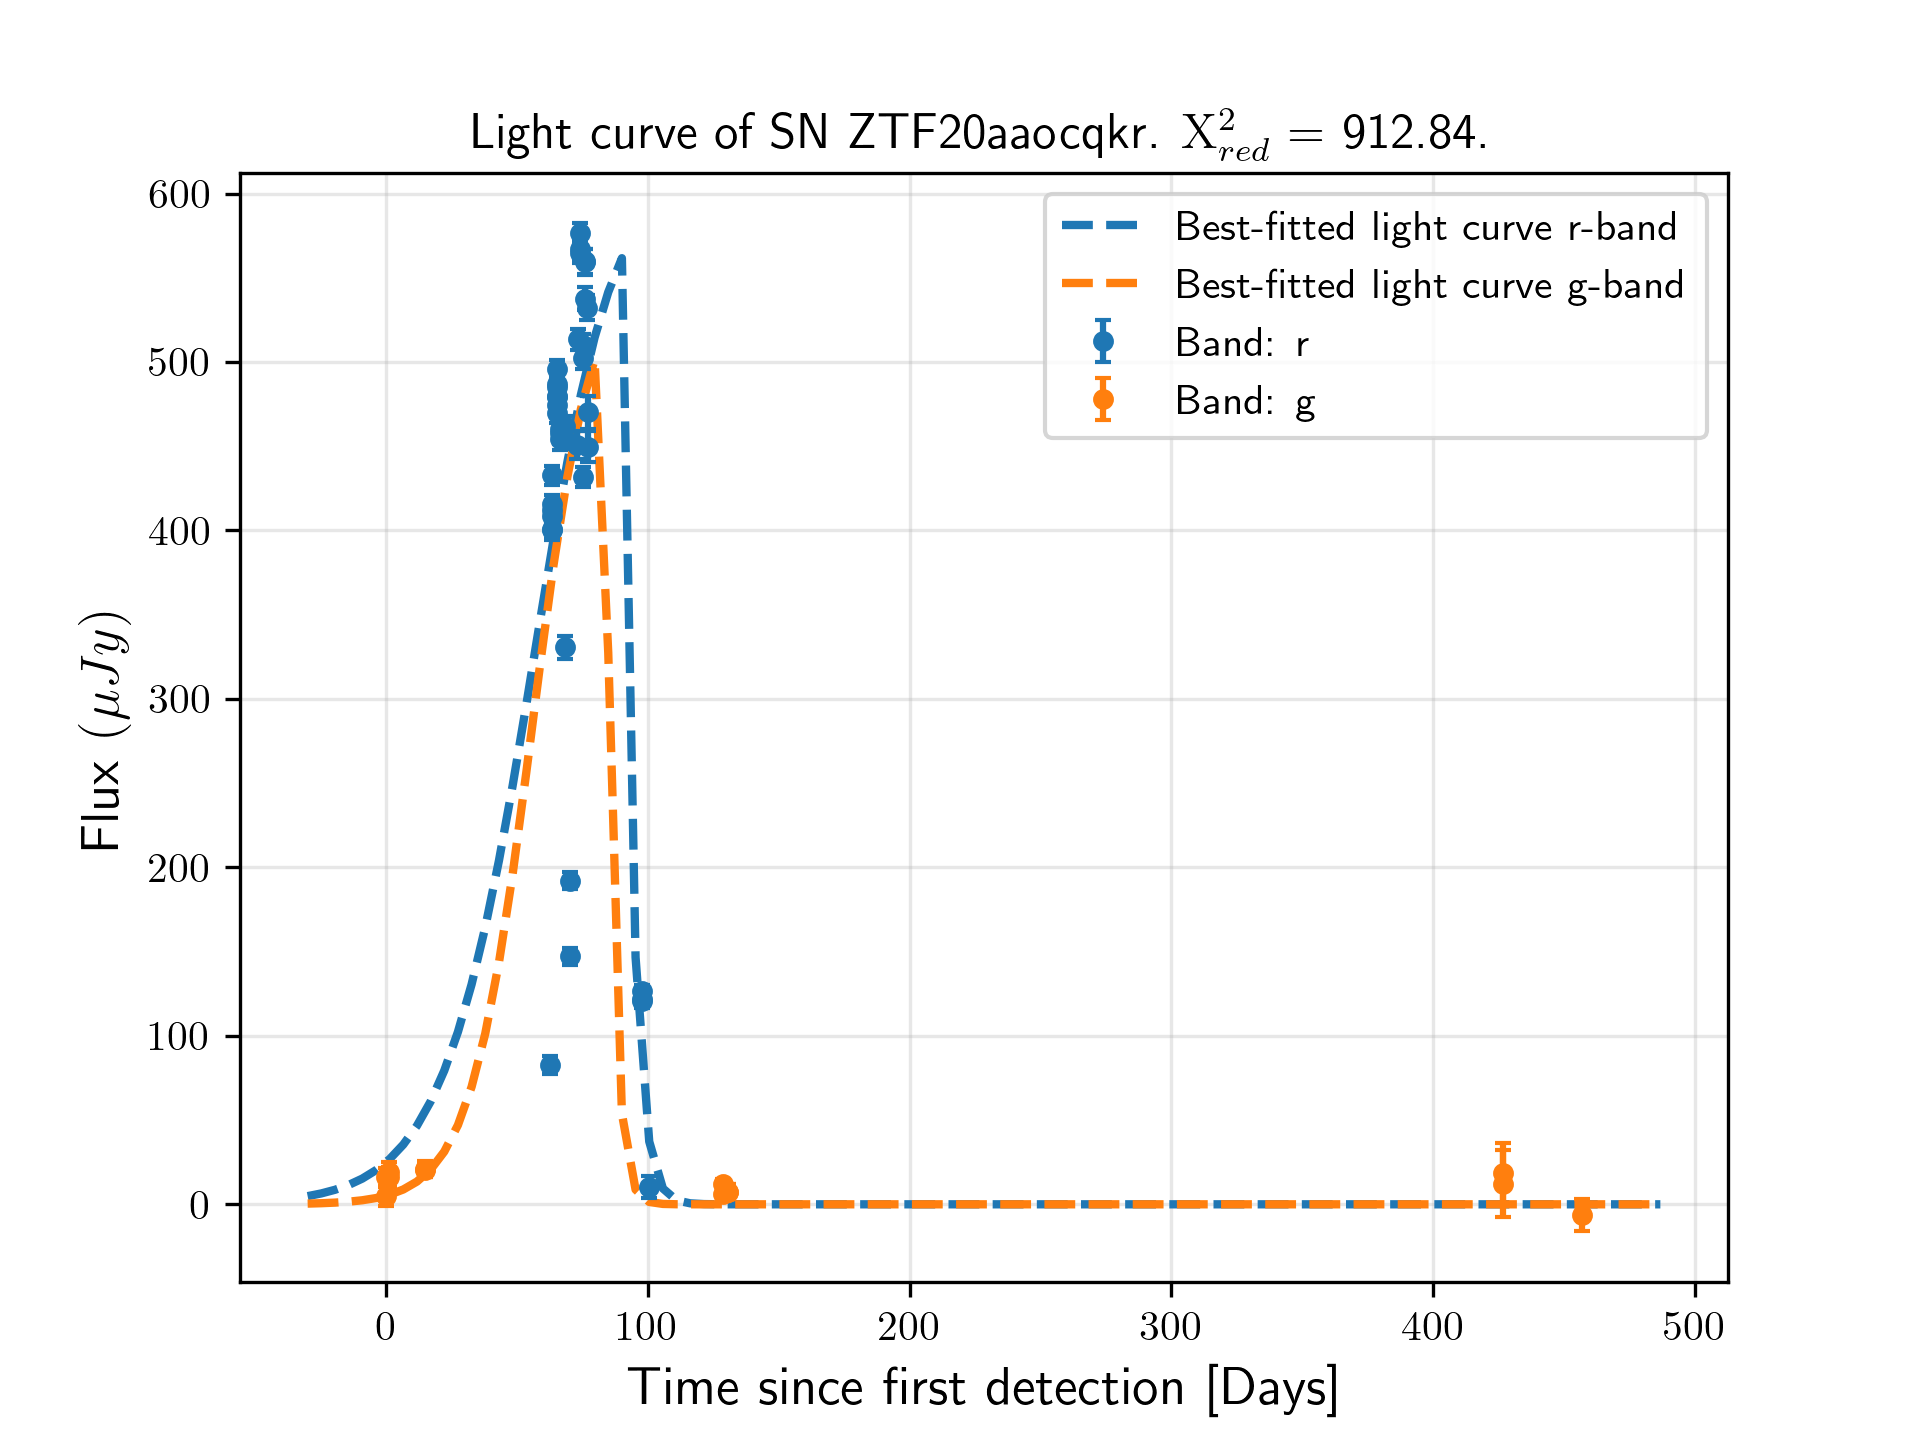 Light curve of SN ZTF20aaocqkr. X²_red = 912.84.
600
500
400
300
200
100
0
Flux (μJy)
Best-fitted light curve r-band
Best-fitted light curve g-band
Band: r
Band: g
0 100 200 300 400 500
Time since first detection [Days]